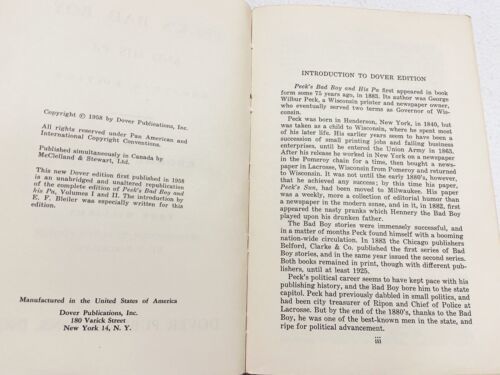 Copyright © 1958 by Dover Publications, Inc.
All rights reserved under Pan American and
International Copyright Conventions.
Published simultaneously in Canada by
McClelland & Stewart, Ltd.
This new Dover edition first published in 1958
is an unabridged and unaltered republication
of the complete edition of Peck's Bad Boy and
his Pa, Volumes I and II. The introduction by
E. F. Bleiler was especially written for this
edition.
Manufactured in the United States of America
Dover Publications, Inc.
180 Varick Street
New York 14, N. Y.
INTRODUCTION TO DOVER EDITION
Peck's Bad Boy and His Pa first appeared in book
form some 75 years ago, in 1883. Its author was George
Wilbur Peck, a Wisconsin printer and newspaper owner,
who eventually served two terms as Governor of Wis-
consin.
Peck was born in Henderson, New York, in 1840, but
was taken as a child to Wisconsin, where he spent most
of his later life. His earlier years seem to have been a
succession of small printing jobs and failing business
enterprises, until he entered the Union Army in 1863.
After his release he worked in New York on a newspaper
in the Pomeroy chain for a time, then bought a news-
paper in Lacrosse, Wisconsin from Pomeroy and returned
to Wisconsin. It was not until the early 1880's, however,
that he achieved any success; by this time his paper,
Peck's Sun, had been moved to Milwaukee. His paper
was a weekly, more a collection of editorial humor than
a newspaper in the modern sense, and in it, in 1882, first
appeared the nasty pranks which Hennery the Bad Boy
played upon his drunken father.
The Bad Boy stories were immensely successful, and
in a matter of months Peck found himself with a booming
nation-wide circulation. In 1883 the Chicago publishers
Belford, Clarke & Co. published the first series of Bad
Boy stories, and in the same year issued the second series.
Both books remained in print, though with different pub-
lishers, until at least 1925.
Peck's political career seems to have kept pace with his
publishing history, and the Bad Boy bore him to the state
capitol. Peck had previously dabbled in small politics, and
had been city treasurer of Ripon and Chief of Police at
Lacrosse. But by the end of the 1880's, thanks to the Bad
Boy, he was one of the best-known men in the state, and
ripe for political advancement.
iii